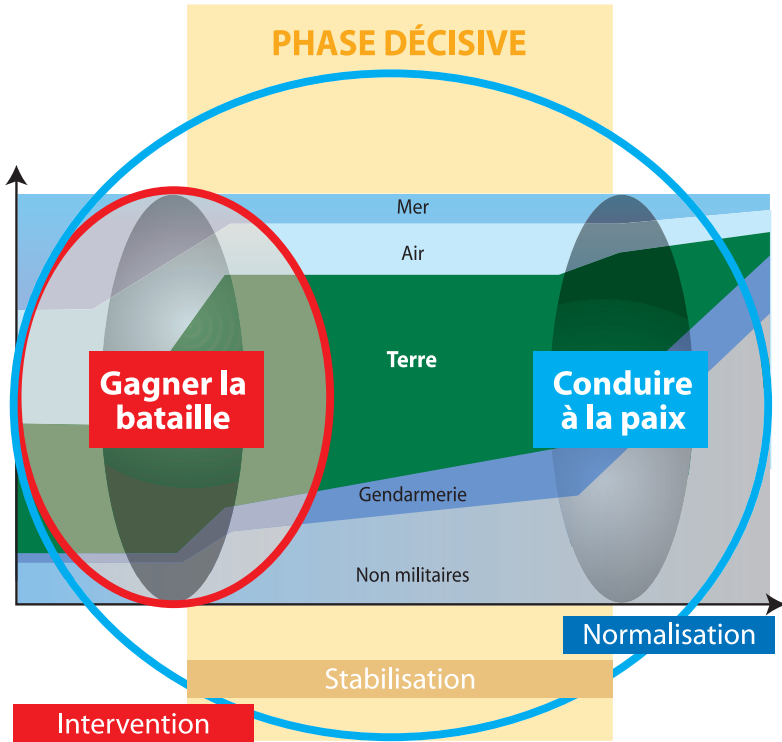 PHASE DÉCISIVE
Mer
Air
Terre
Gagner la
bataille
Conduire
à la paix
Gendarmerie
Non militaires
Normalisation
Stabilisation
Intervention